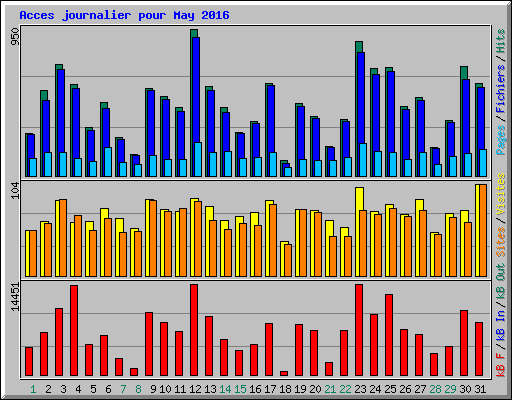 Acces journalier pour May 2016
950
Pages / Fichiers / Hits
104
Sites / Visites
14451
kB F / kB In / kB Out
1 2 3 4 5 6 7 8 9 10 11 12 13 14 15 16 17 18 19 20 21 22 23 24 25 26 27 28 29 30 31